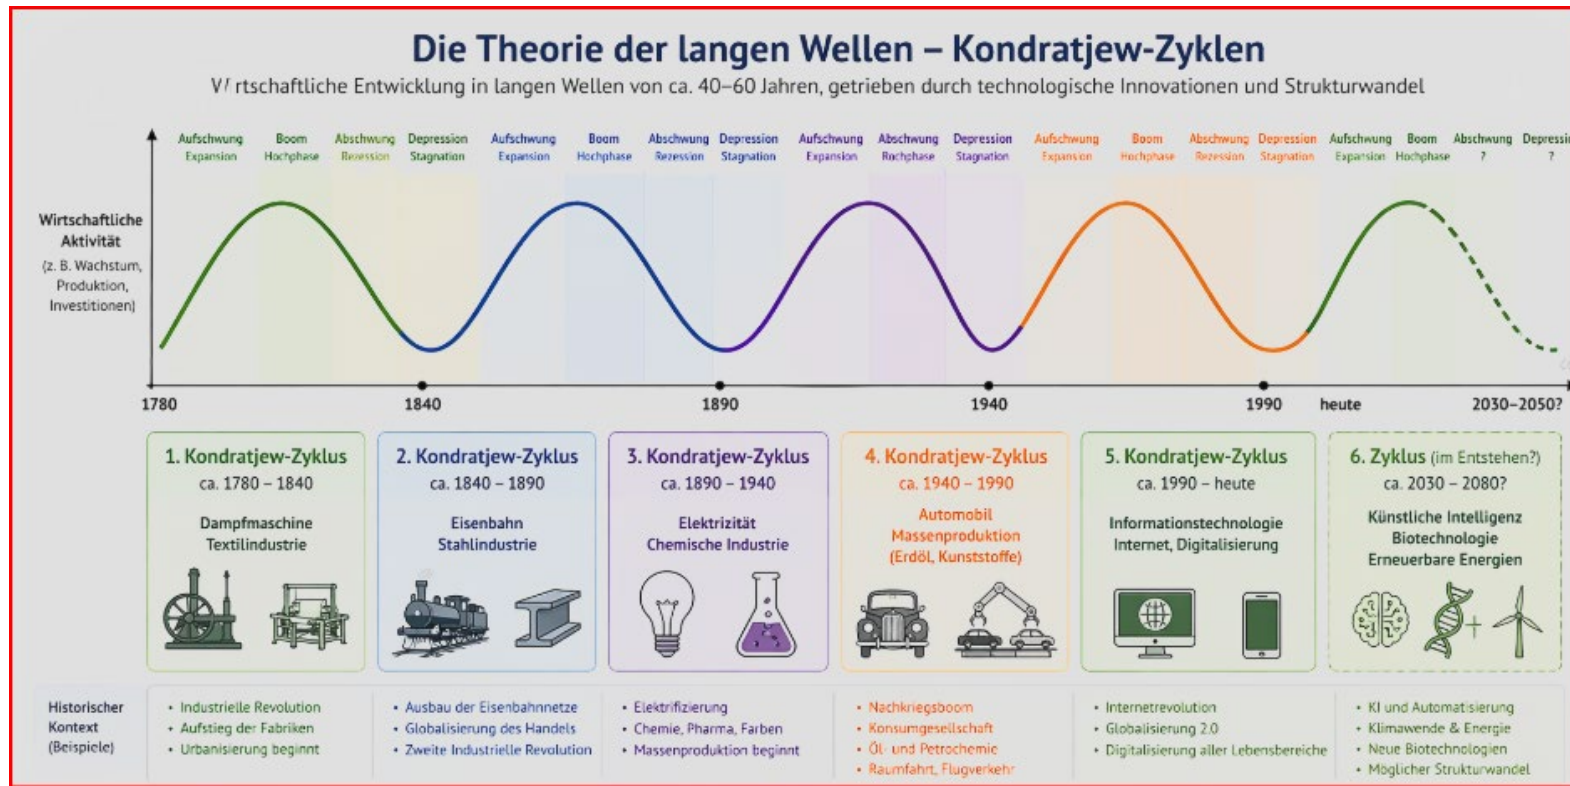 Die Theorie der langen Wellen – Kondratjew-Zyklen
Wirtschaftliche Entwicklung in langen Wellen von ca. 40–60 Jahren, getrieben durch technologische Innovationen und Strukturwandel
Aufschwung Boom Abschwung Depression Aufschwung Boom Abschwung Depression Aufschwung Abschwung Depression Aufschwung Boom Abschwung Depression Aufschwung Boom Abschwung Depressi
Expansion Hochphase Rezession Stagnation Expansion Hochphase Rezession Stagnation Expansion Rochphase Stagnation Expansion Hochphase Rezession Stagnation Expansion Hochphase ? ?
Wirtschaftliche
Aktivität
(z. B. Wachstum,
Produktion,
Investitionen)
1780 1840 1890 1940 1990 heute 2030–2050?
1. Kondratjew-Zyklus
ca. 1780 – 1840
Dampfmaschine
Textilindustrie
2. Kondratjew-Zyklus
ca. 1840 – 1890
Eisenbahn
Stahlindustrie
3. Kondratjew-Zyklus
ca. 1890 – 1940
Elektrizität
Chemische Industrie
4. Kondratjew-Zyklus
ca. 1940 – 1990
Automobil
Massenproduktion
(Erdöl, Kunststoffe)
5. Kondratjew-Zyklus
ca. 1990 – heute
Informationstechnologie
Internet, Digitalisierung
6. Zyklus (im Entstehen?)
ca. 2030 – 2080?
Künstliche Intelligenz
Biotechnologie
Erneuerbare Energien
Historischer
Kontext
(Beispiele)
• Industrielle Revolution
• Aufstieg der Fabriken
• Urbanisierung beginnt
• Ausbau der Eisenbahnnetze
• Globalisierung des Handels
• Zweite Industrielle Revolution
• Elektrifizierung
• Chemie, Pharma, Farben
• Massenproduktion beginnt
• Nachkriegsboom
• Konsumgesellschaft
• Öl- und Petrochemie
• Raumfahrt, Flugverkehr
• Internetrevolution
• Globalisierung 2.0
• Digitalisierung aller Lebensbereiche
• KI und Automatisierung
• Klimawende & Energie
• Neue Biotechnologien
• Möglicher Strukturwandel